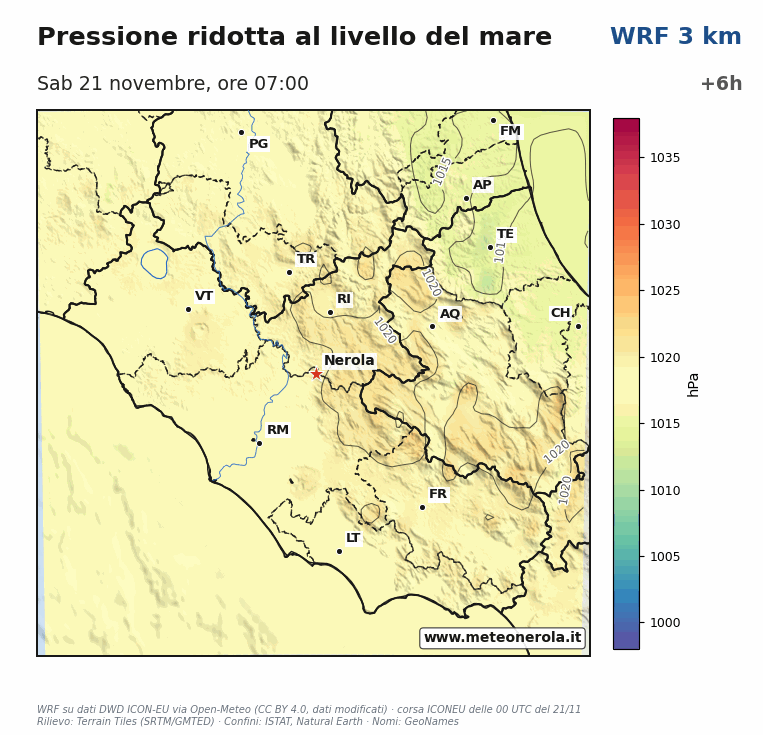 Pressione ridotta al livello del mare
WRF 3 km
Sab 21 novembre, ore 07:00
+6h
FM
PG
1015
AP
TE
101
TR
1020
RI
VT
AQ
CH
1020
Nerola
RM
1020
FR
1020
LT
www.meteonerola.it
1035
1030
1025
1020
1015
1010
1005
1000
hPa
WRF su dati DWD ICON-EU via Open-Meteo (CC BY 4.0, dati modificati) · corsa ICONEU delle 00 UTC del 21/11
Rilievo: Terrain Tiles (SRTM/GMTED) · Confini: ISTAT, Natural Earth · Nomi: GeoNames